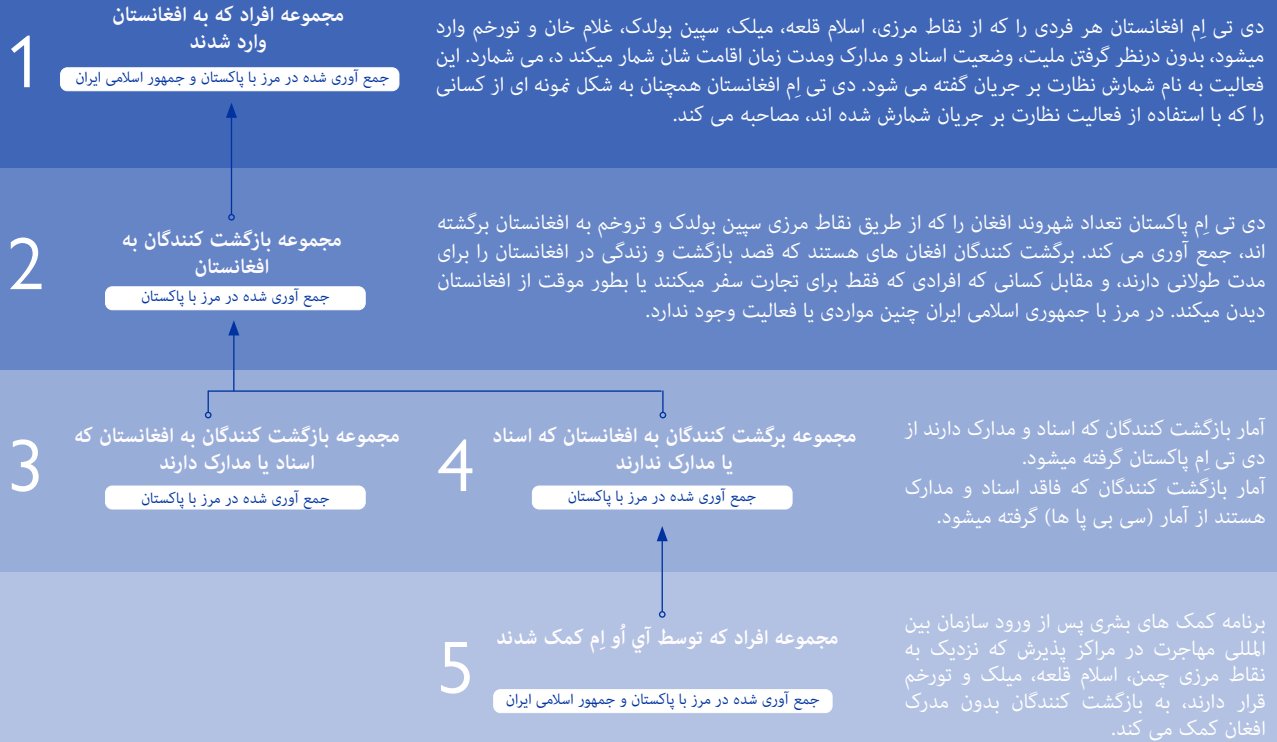 1
مجموعه افراد که به افغانستان
وارد شدند
جمع آوری شده در مرز با پاکستان و جمهور اسلامی ایران
دی تی اِم افغانستان هر فردی را که از نقاط مرزی، اسلام قلعه، میلک، سپین بولدک، غلام خان و تورخم وارد
میشود، بدون درنظر گرفتن ملیت، وضعیت اسناد و مدارک ومدت زمان اقامت شان شمار میکند د، می شمارد. این
فعالیت به نام شمارش نظارت بر جریان گفته می شود. دی تی اِم افغانستان همچنان به شکل نمونه ای از کسانی
را که با استفاده از فعالیت نظارت بر جریان شمارش شده اند، مصاحبه می کند.
2
مجموعه بازگشت کنندگان به
افغانستان
جمع آوری شده در مرز با پاکستان
دی تی اِم پاکستان تعداد شهروند افغان را که از طریق نقاط مرزی سپین بولدک و تروخم به افغانستان برگشته
اند، جمع آوری می کند. برگشت کنندگان افغان های هستند که قصد بازگشت و زندگی در افغانستان را برای
مدت طولانی دارند، و مقابل کسانی که افرادی که فقط برای تجارت سفر میکنند یا بطور موقت از افغانستان
دیدن میکند. در مرز با جمهوری اسلامی ایران چنین مواردی یا فعالیت وجود ندارد.
3
مجموعه بازگشت کنندگان به افغانستان که
اسناد یا مدارک دارند
جمع آوری شده در مرز با پاکستان
4
مجموعه برگشت کنندگان به افغانستان که اسناد
یا مدارک ندارند
جمع آوری شده در مرز با پاکستان
آمار بازگشت کنندگان که اسناد و مدارک دارند از
دی تی اِم پاکستان گرفته میشود.
آمار بازگشت کنندگان که فاقد اسناد و مدارک
هستند از آمار (سی بی پا ها) گرفته میشود.
5
مجموعه افراد که توسط آي اُو اِم کمک شدند
جمع آوری شده در مرز با پاکستان و جمهور اسلامی ایران
برنامه کمک های بشری پس از ورود سازمان بین
المللی مهاجرت در مراکز پذیرش که نزدیک به
نقاط مرزی چمن، اسلام قلعه، میلک و تورخم
قرار دارند، به بازگشت کنندگان بدون مدرک
افغان کمک می کند.